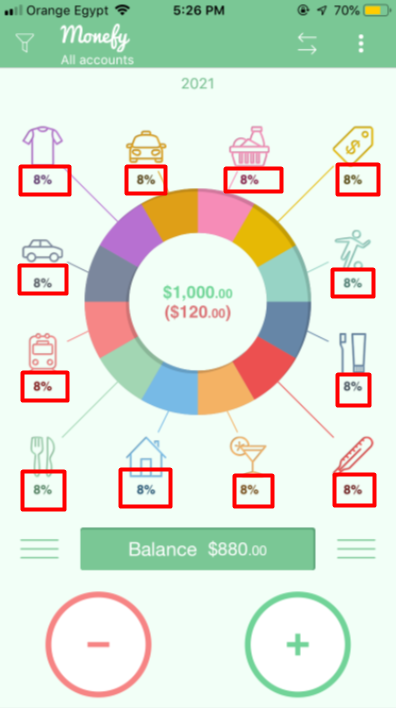 Orange Egypt 5:26 PM 70%
Monefy
All accounts
2021
8% 8% 8% 8%
$
8% 8%
$1,000.00
($120.00)
8% 8%
8% 8% 8% 8%
Balance $880.00